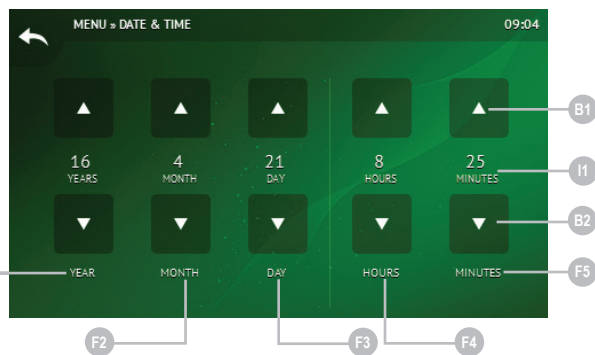 MENU » DATE & TIME 09:04
B1
16 4 21 8 25
YEARS MONTH DAY HOURS MINUTES
I1
B2
YEAR MONTH DAY HOURS MINUTES
F5
F2 F3 F4